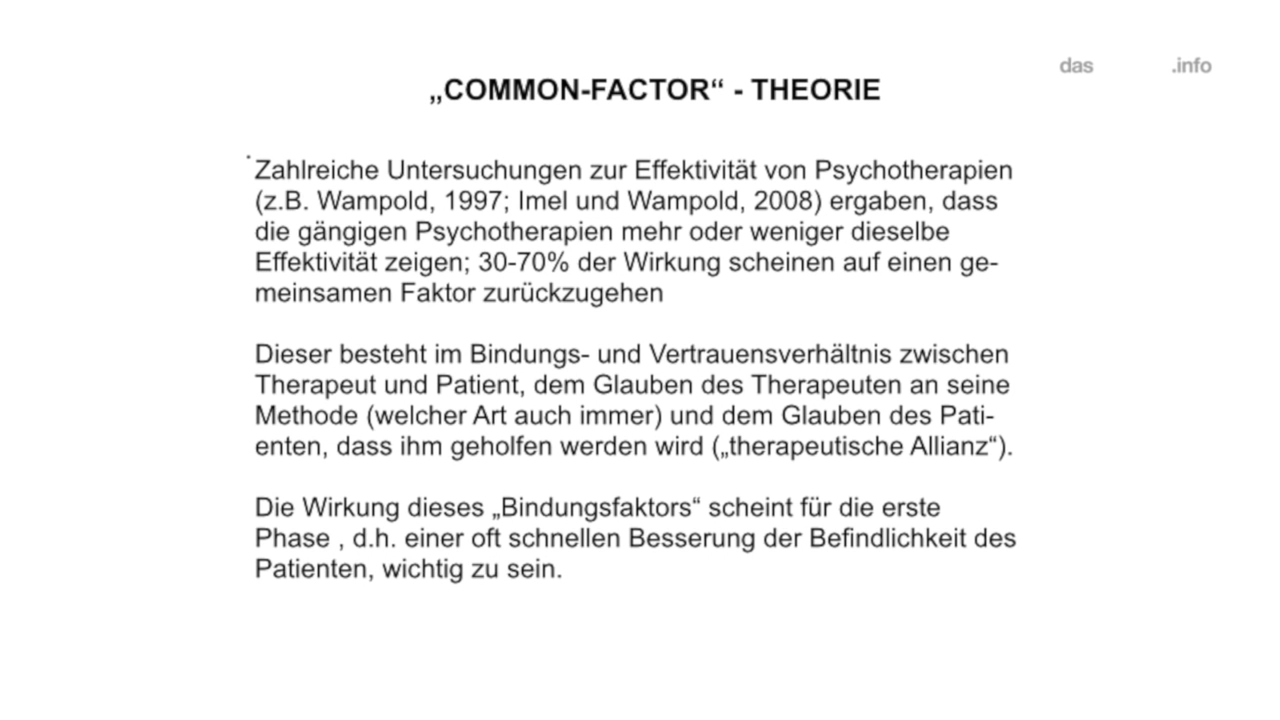 das .info
„COMMON-FACTOR“ - THEORIE
Zahlreiche Untersuchungen zur Effektivität von Psychotherapien
(z.B. Wampold, 1997; Imel und Wampold, 2008) ergaben, dass
die gängigen Psychotherapien mehr oder weniger dieselbe
Effektivität zeigen; 30-70% der Wirkung scheinen auf einen ge-
meinsamen Faktor zurückzugehen
Dieser besteht im Bindungs- und Vertrauensverhältnis zwischen
Therapeut und Patient, dem Glauben des Therapeuten an seine
Methode (welcher Art auch immer) und dem Glauben des Pati-
enten, dass ihm geholfen werden wird („therapeutische Allianz“).
Die Wirkung dieses „Bindungsfaktors“ scheint für die erste
Phase , d.h. einer oft schnellen Besserung der Befindlichkeit des
Patienten, wichtig zu sein.